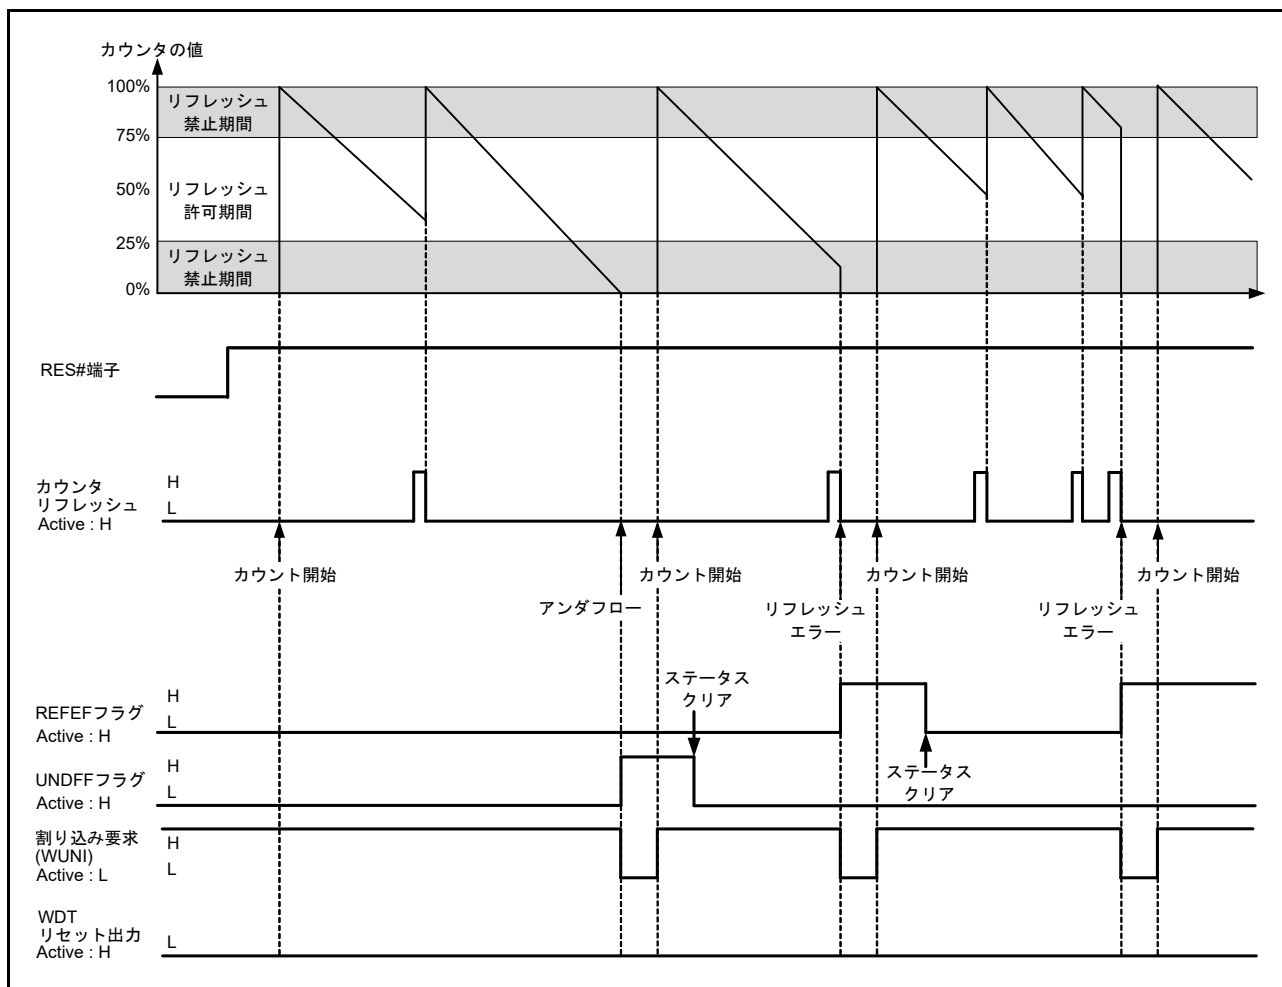 カウンタの値
100%
リフレッシュ
禁止期間
75%
50%
リフレッシュ
許可期間
25%
リフレッシュ
禁止期間
0%
RES#端子
カウンタ
リフレッシュ
Active : H
H
L
カウント開始
カウント開始
カウント開始
カウント開始
アンダフロー
リフレッシュ
エラー
リフレッシュ
エラー
ステータス
クリア
REFEFフラグ
Active : H
H
L
ステータス
クリア
UNDFFフラグ
Active : H
H
L
割り込み要求
(WUNI)
Active : L
H
L
WDT
リセット出力
Active : H
L